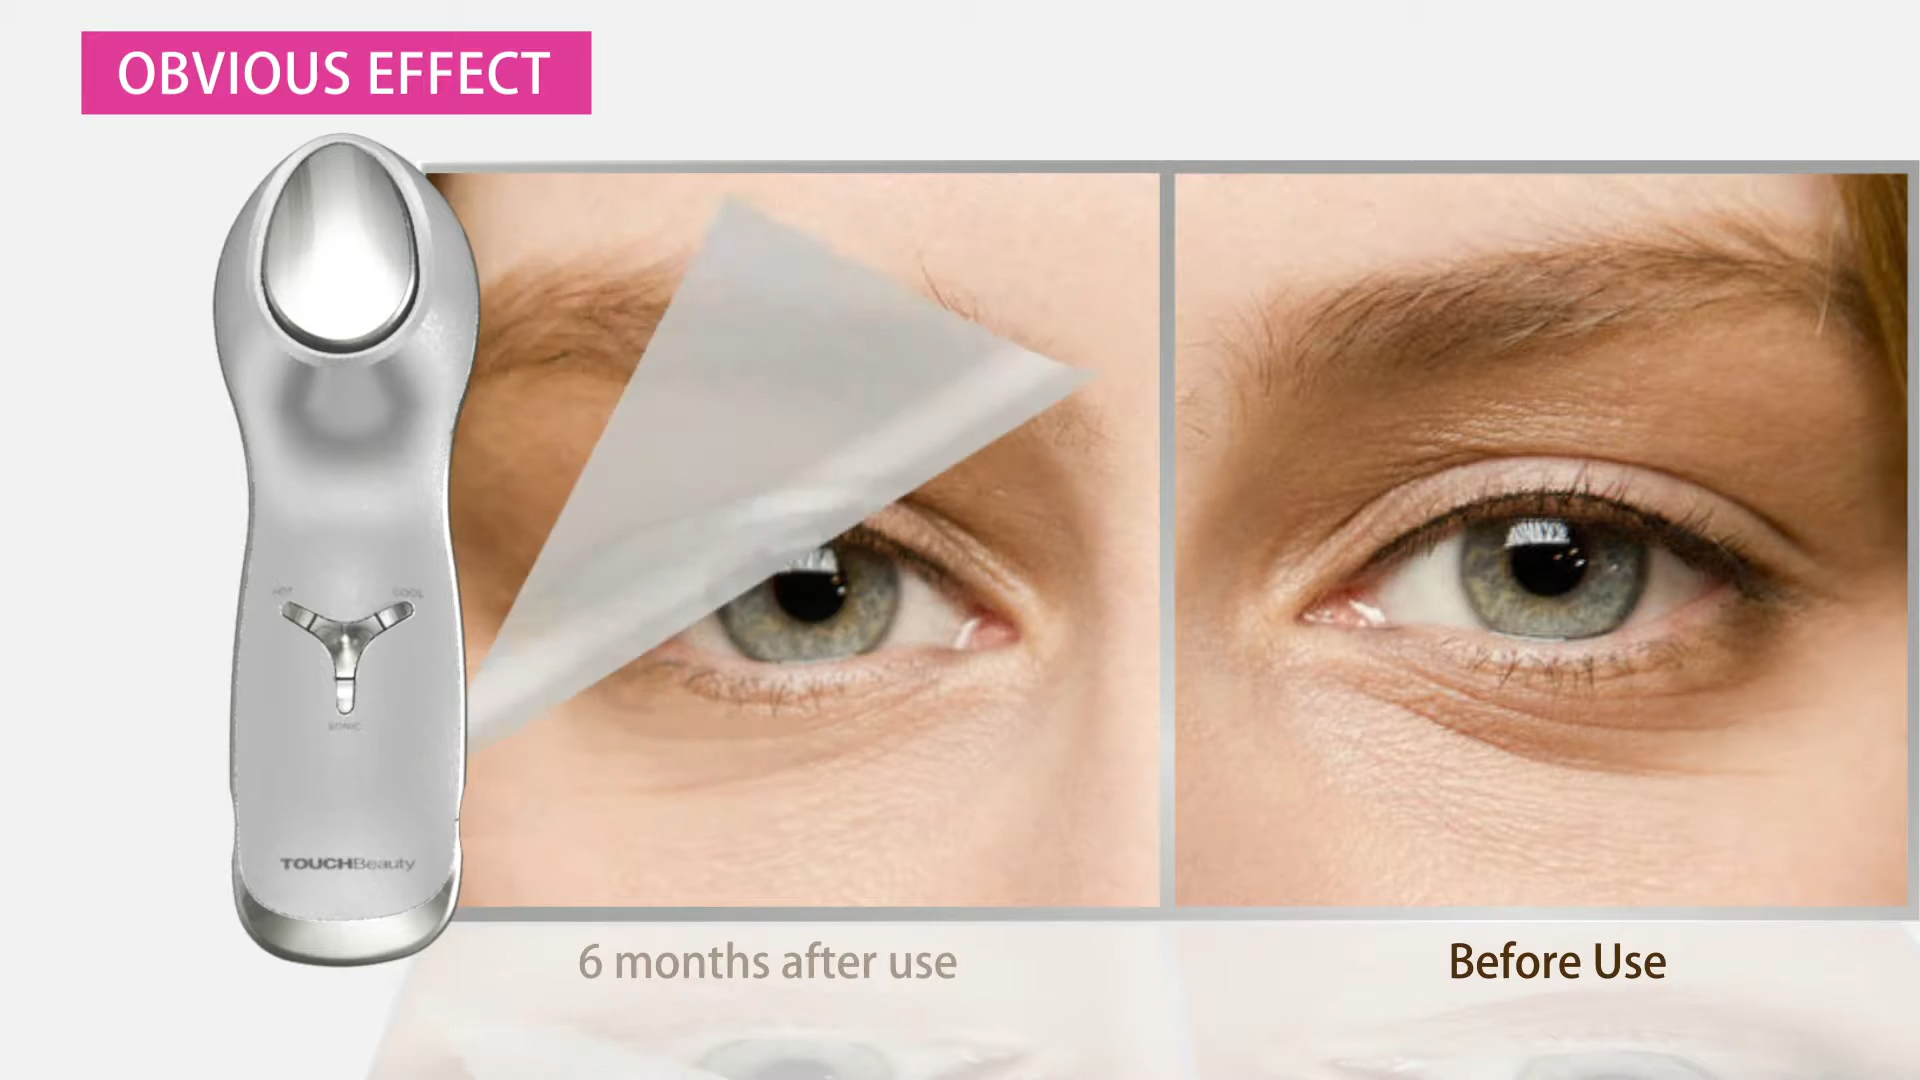 OBVIOUS EFFECT
HOT
COOL
SONIC
TOUCHBeauty
6 months after use
Before Use